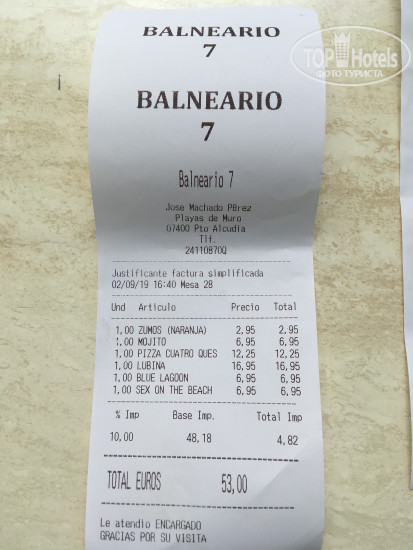 TOP Hotels
ФОТО ТУРИСТА
BALNEARIO
7
BALNEARIO
7
Balneario 7
Jose Machado PBrez
Playas de Muro
07400 Pto Alcudia
Tlf.
24110870Q
Justificante factura simplificada
02/09/19 16:40 Mesa 28
Und Articulo Precio Total
1,00 ZUMOS (NARANJA) 2,95 2,95
1,00 MOJITO 6,95 6,95
1,00 PIZZA CUATRO QUES 12,25 12,25
1,00 LUBINA 16,95 16,95
1,00 BLUE LAGOON 6,95 6,95
1,00 SEX ON THE BEACH 6,95 6,95
% Imp Base Imp. Total Imp
10,00 48,18 4,82
TOTAL EUROS 53,00
Le atendio ENCARGADO
GRACIAS POR SU VISITA